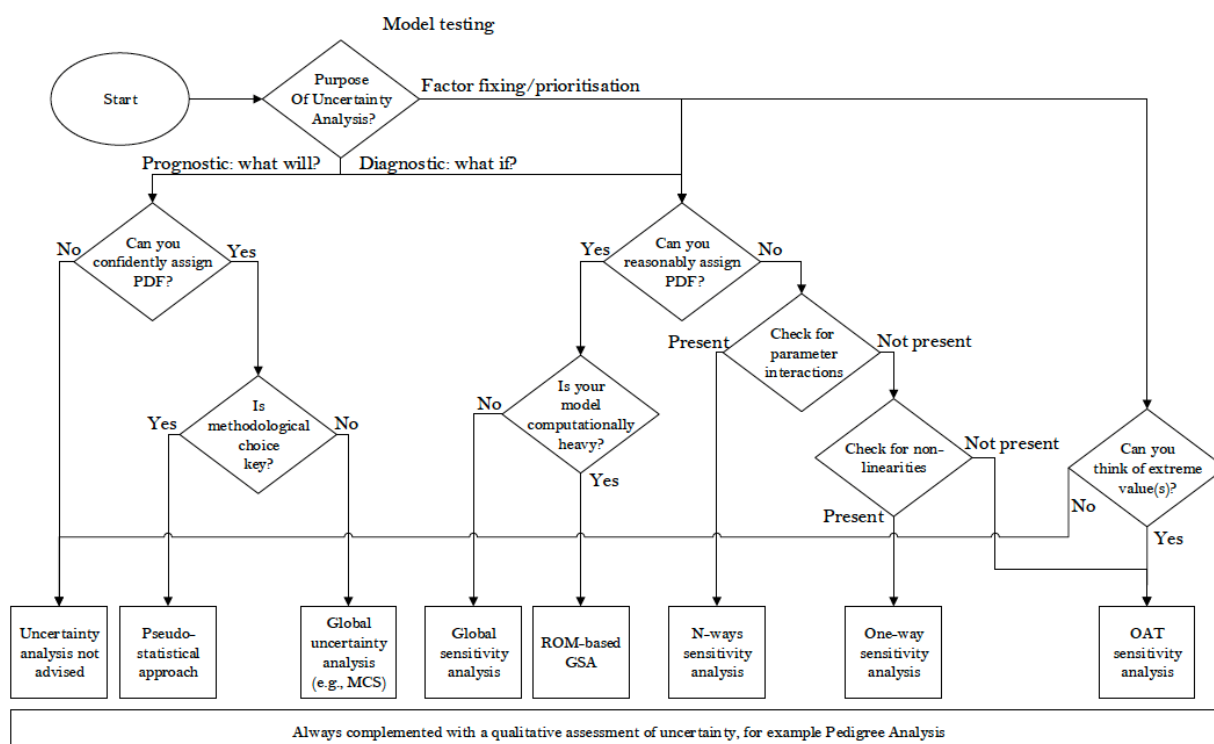 Model testing
Start
Purpose
Of Uncertainty
Analysis?
Factor fixing/prioritisation
Prognostic: what will?
Diagnostic: what if?
No
Can you
confidently assign
PDF?
Yes
Yes
Can you
reasonably assign
PDF?
No
Present
Check for
parameter
interactions
Not present
Yes
Is
methodological
choice
key?
No
No
Is your
model
computationally
heavy?
Yes
Check for non-
linearities
Not present
Present
Can you
think of extreme
value(s)?
No
Yes
Uncertainty
analysis not
advised
Pseudo-
statistical
approach
Global
uncertainty
analysis
(e.g., MCS)
Global
sensitivity
analysis
ROM-based
GSA
N-ways
sensitivity
analysis
One-way
sensitivity
analysis
OAT
sensitivity
analysis
Always complemented with a qualitative assessment of uncertainty, for example Pedigree Analysis